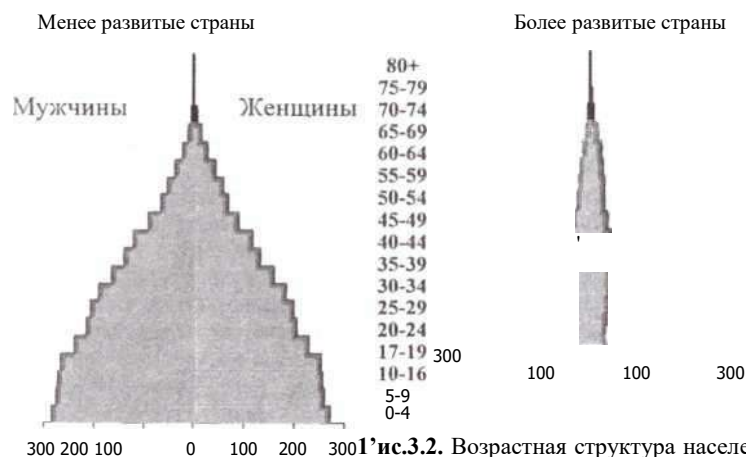 Менее развитые страны
Более развитые страны
Мужчины
Женщины
80+
75-79
70-74
65-69
60-64
55-59
50-54
45-49
40-44
35-39
30-34
25-29
20-24
17-19
10-16
5-9
0-4
300
100 100 300
300 200 100 0 100 200 300
1’ис.3.2. Возрастная структура населе